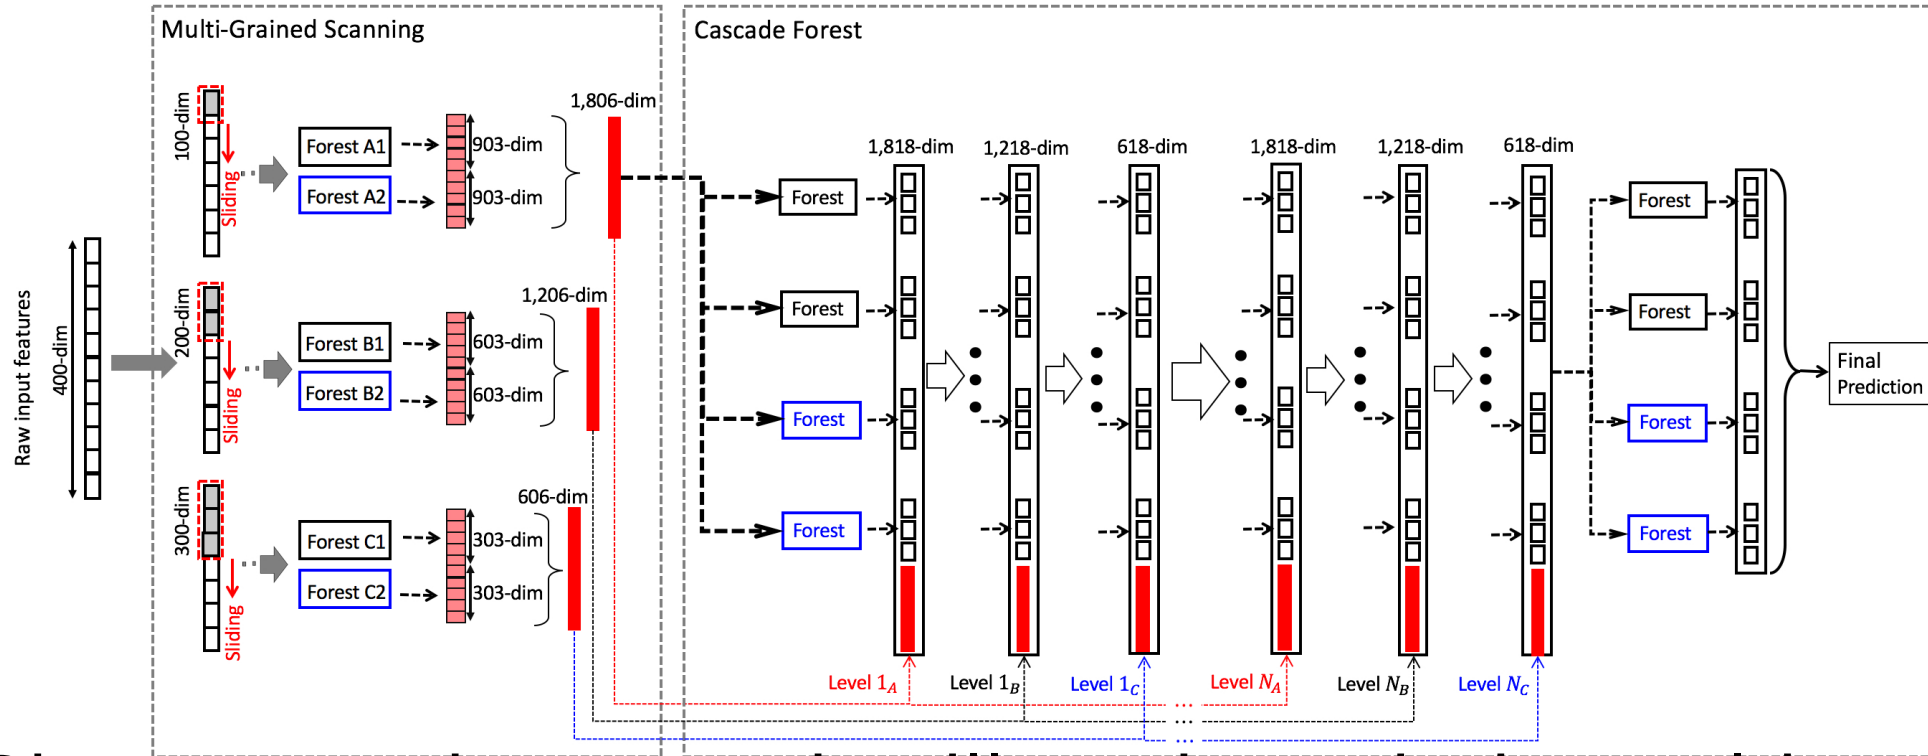 Multi-Grained Scanning
Cascade Forest
Raw input features
400-dim
100-dim
Sliding
Forest A1
Forest A2
903-dim
903-dim
1,806-dim
200-dim
Sliding
Forest B1
Forest B2
603-dim
603-dim
1,206-dim
300-dim
Sliding
Forest C1
Forest C2
303-dim
303-dim
606-dim
Forest
Forest
Forest
Forest
1,818-dim
1,218-dim
618-dim
1,818-dim
1,218-dim
618-dim
Level 1A
Level 1B
Level 1C
...
...
Level NA
Level NB
Level NC
Forest
Forest
Forest
Forest
Final
Prediction